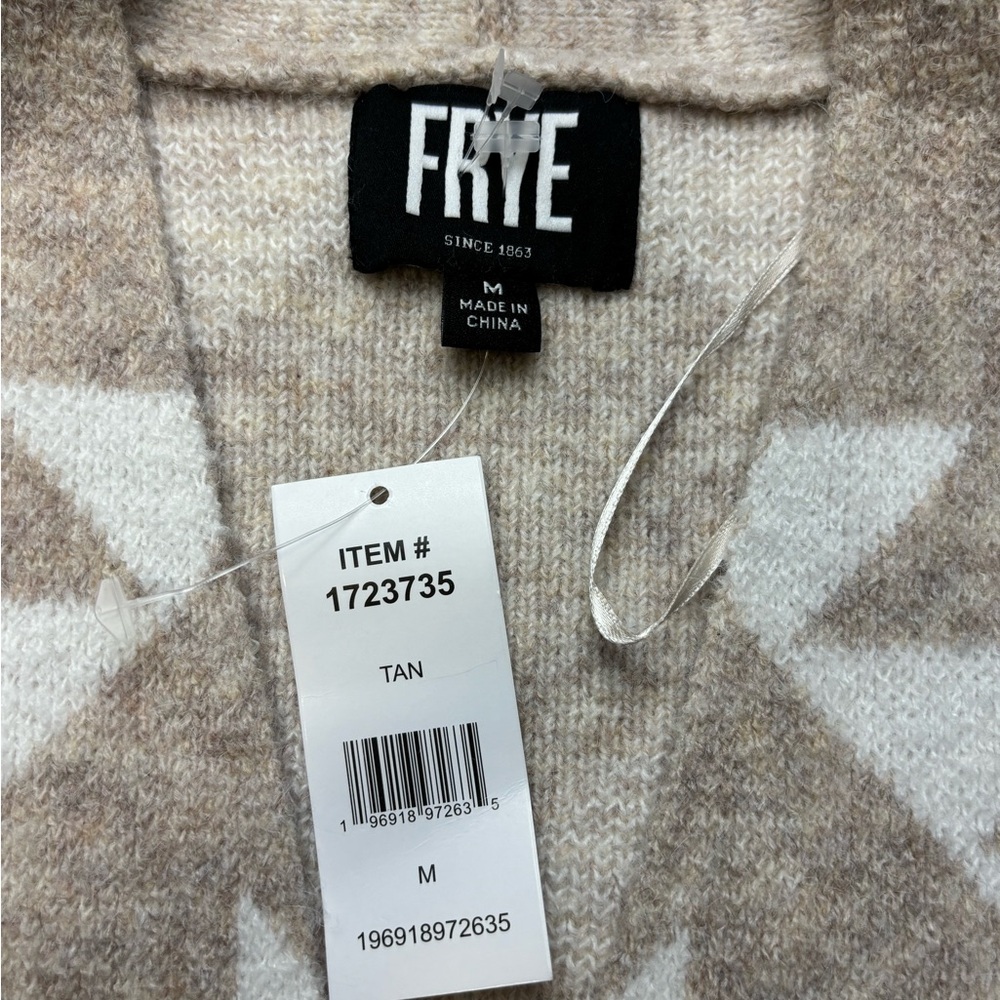 FRYE
SINCE 1863
M
MADE IN
CHINA
ITEM #
1723735
TAN
1 96918 97263 5
M
196918972635